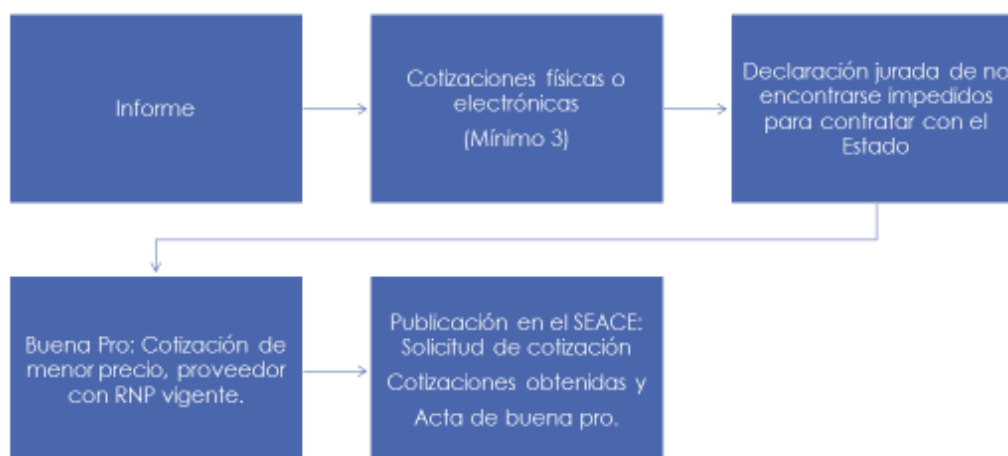 Informe
Cotizaciones físicas o
electrónicas
(Mínimo 3)
Declaración jurada de no
encontrarse impedidos
para contratar con el
Estado
Buena Pro: Cotización de
menor precio, proveedor
con RNP vigente.
Publicación en el SEACE:
Solicitud de cotización
Cotizaciones obtenidas y
Acta de buena pro.